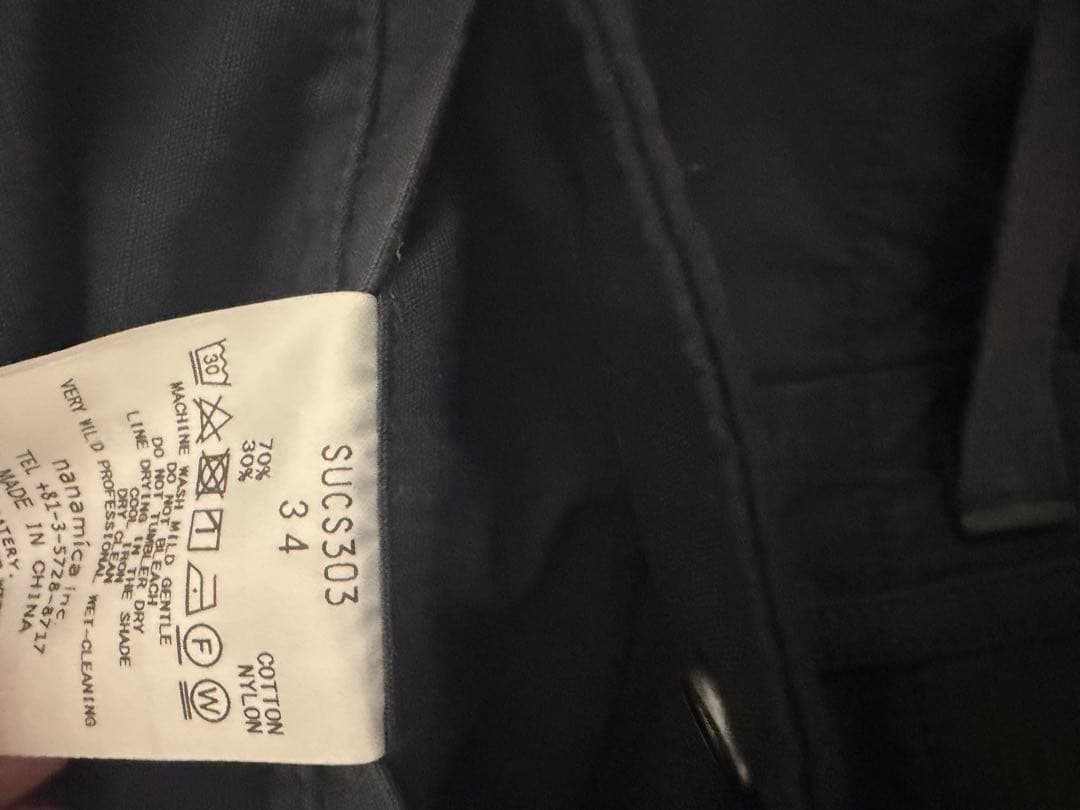 SUCS303
34
70% COTTON
30% NYLON
30 F W
MACHINE WASH MILD GENTLE
DO NOT BLEACH
DO NOT TUMBLER DRY
LINE DRYING IN THE SHADE
COOL IRON
DRY CLEAN
VERY MILD PROFESSIONAL WET-CLEANING
nanamica inc.
TEL +81-3-5728-8717
MADE IN CHINA